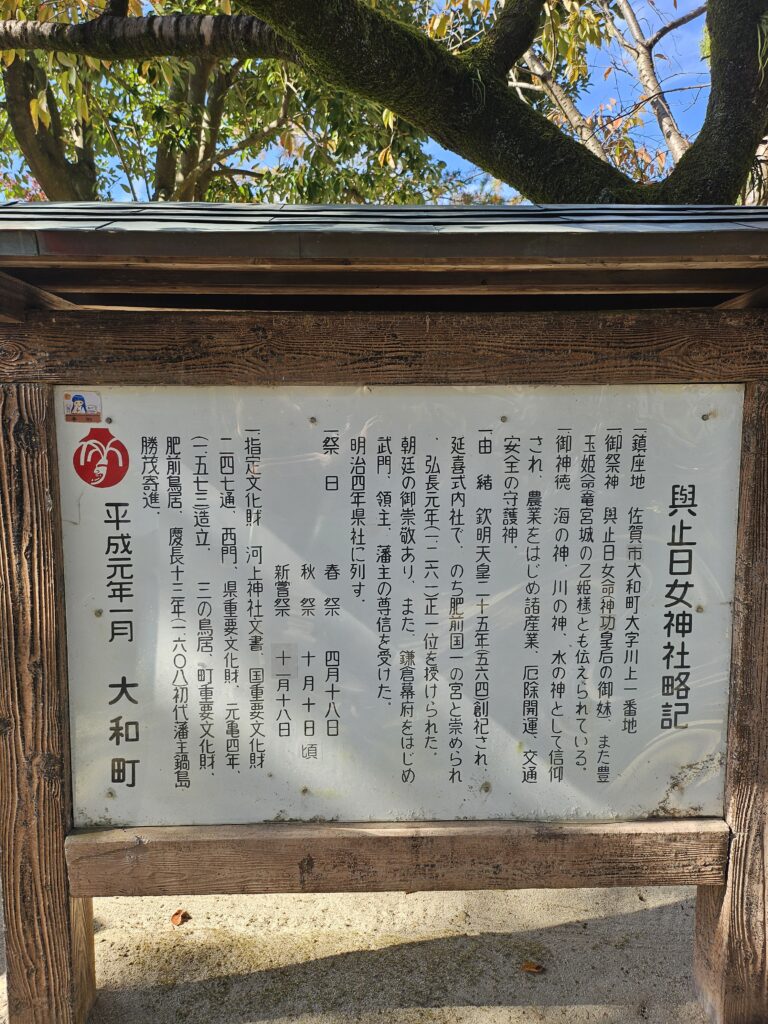 與止日女神社略記
一鎮座地　佐賀市大和町大字川上一番地
一御祭神　與止日女命(神功皇后の御妹)、また豊
玉姫命竜宮城の乙姫様とも伝えられている。
一御神徳　海の神、川の神、水の神として信仰
され、農業をはじめ諸産業、厄除開運、交通
安全の守護神。
一由　緒　欽明天皇二十五年(五六四)創祀され、
延喜式内社で、のち肥前国一の宮と崇められ
、弘長元年(一二六一)正一位を授けられた。
朝廷の御崇敬あり、また、鎌倉幕府をはじめ
武門、領主、藩主の尊信を受けた。
明治四年県社に列す。
一祭　日　春　祭　四月十八日
秋　祭　十月十日頃
新嘗祭　十一月十八日
一指定文化財　河上神社文書、国重要文化財
二四七通、西門、県重要文化財、元亀四年、
(一五七三)造立、　三の鳥居、町重要文化財、
肥前鳥居、慶長十三年(一六〇八)初代藩主鍋島
勝茂寄進、
平成元年一月　大和町